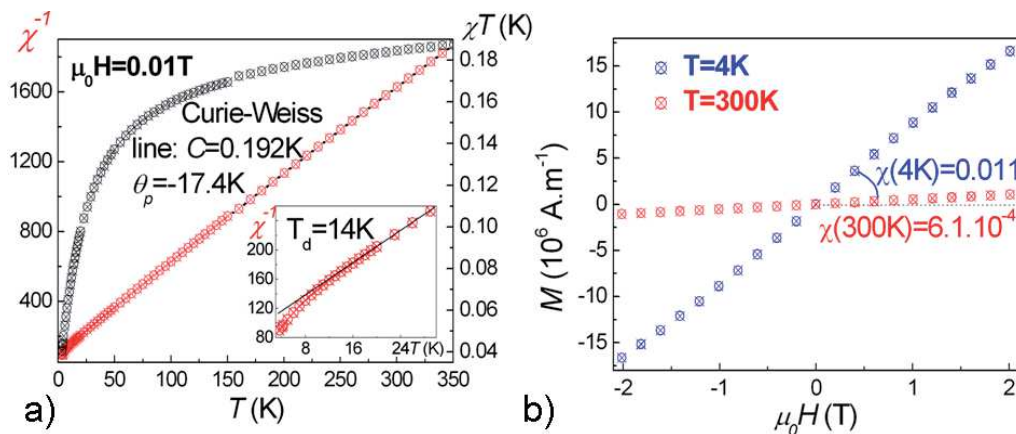 χ⁻¹
χT (K)
μ₀H=0.01T
Curie-Weiss
line: C=0.192K
θₚ=-17.4K
1800
1600
1200
800
400
0.18
0.16
0.14
0.12
0.10
0.08
0.06
0.04
0 50 100 150 200 250 300 350
T (K)
a)
χ⁻¹
T_d=14K
240
200
160
120
80
8 16 24 T (K)
M (10⁶ A.m⁻¹)
15
10
5
0
-5
-10
-15
T=4K
T=300K
χ(4K)=0.011
χ(300K)=6.1.10⁻⁴
-2 -1 0 1 2
μ₀H (T)
b)